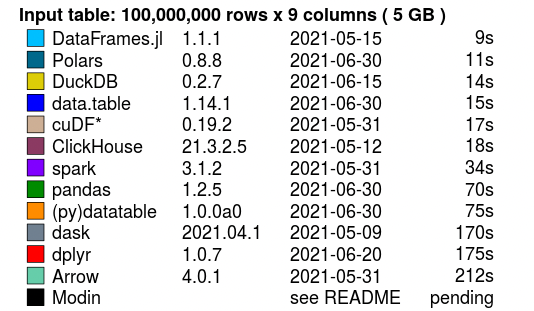 Input table: 100,000,000 rows x 9 columns ( 5 GB )
DataFrames.jl 1.1.1 2021-05-15 9s
Polars 0.8.8 2021-06-30 11s
DuckDB 0.2.7 2021-06-15 14s
data.table 1.14.1 2021-06-30 15s
cuDF* 0.19.2 2021-05-31 17s
ClickHouse 21.3.2.5 2021-05-12 18s
spark 3.1.2 2021-05-31 34s
pandas 1.2.5 2021-06-30 70s
(py)datatable 1.0.0a0 2021-06-30 75s
dask 2021.04.1 2021-05-09 170s
dplyr 1.0.7 2021-06-20 175s
Arrow 4.0.1 2021-05-31 212s
Modin see README pending